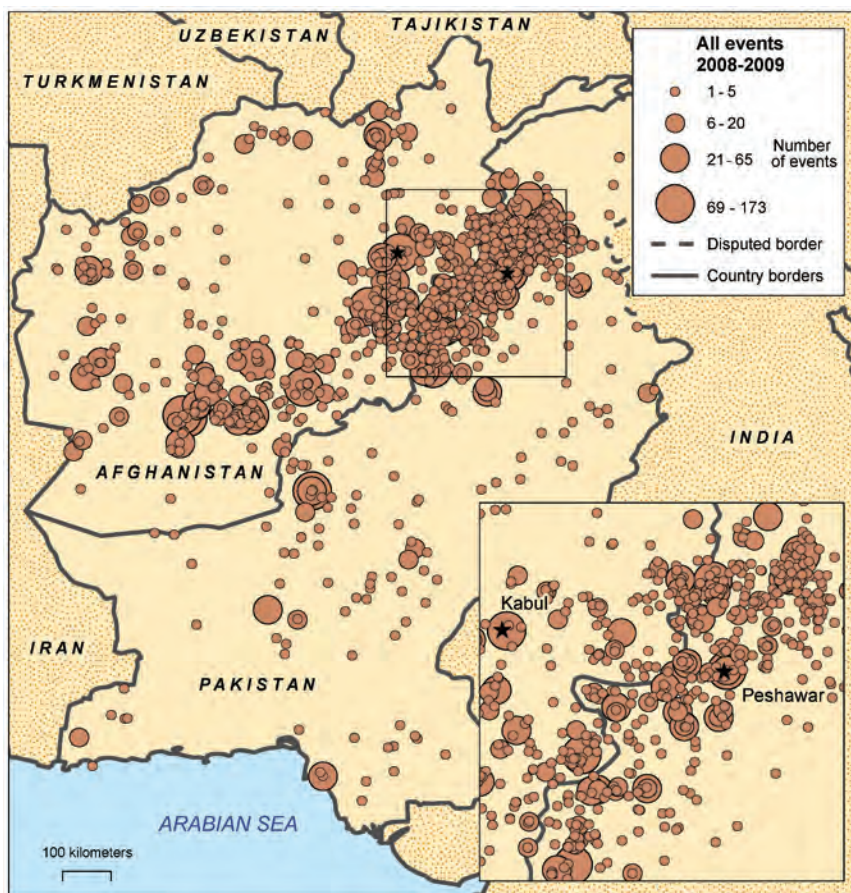 UZBEKISTAN
TAJIKISTAN
TURKMENISTAN
All events
2008-2009
1 - 5
6 - 20
21 - 65
Number
of events
69 - 173
Disputed border
Country borders
INDIA
AFGHANISTAN
IRAN
PAKISTAN
Kabul
Peshawar
ARABIAN SEA
100 kilometers